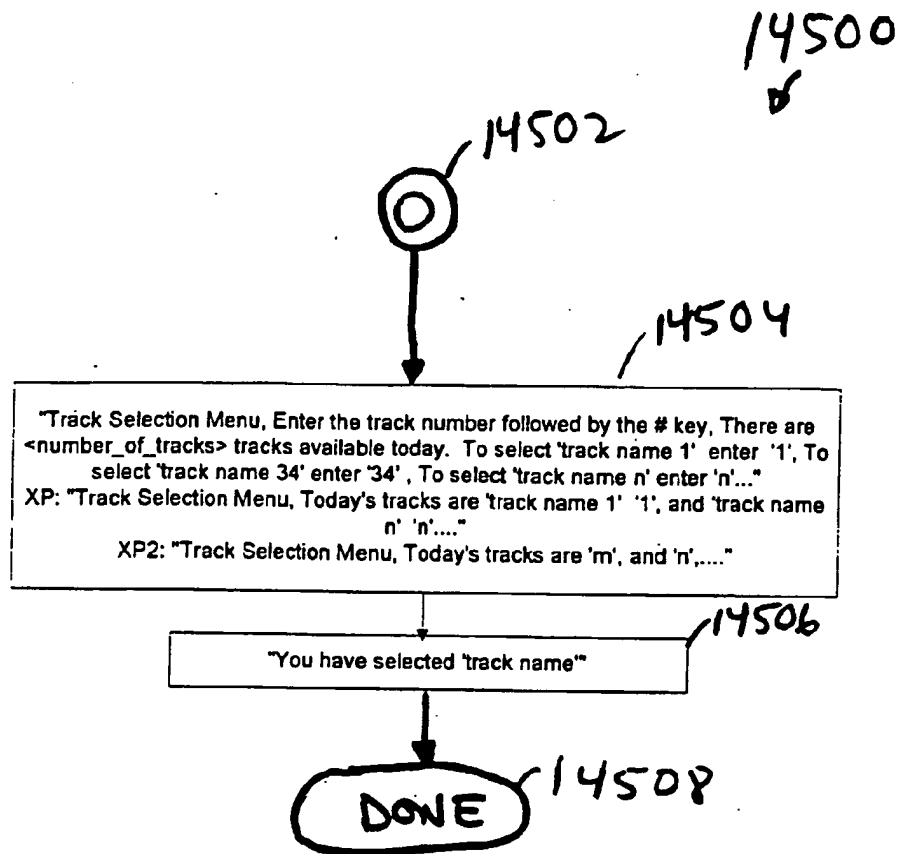 14500
14502
14504
"Track Selection Menu, Enter the track number followed by the # key, There are
<number_of_tracks> tracks available today. To select 'track name 1' enter '1', To
select 'track name 34' enter '34' , To select 'track name n' enter 'n'..."
XP: "Track Selection Menu, Today's tracks are 'track name 1' '1', and 'track name
n' 'n'...."
XP2: "Track Selection Menu, Today's tracks are 'm', and 'n',...."
14506
"You have selected 'track name'"
14508
DONE